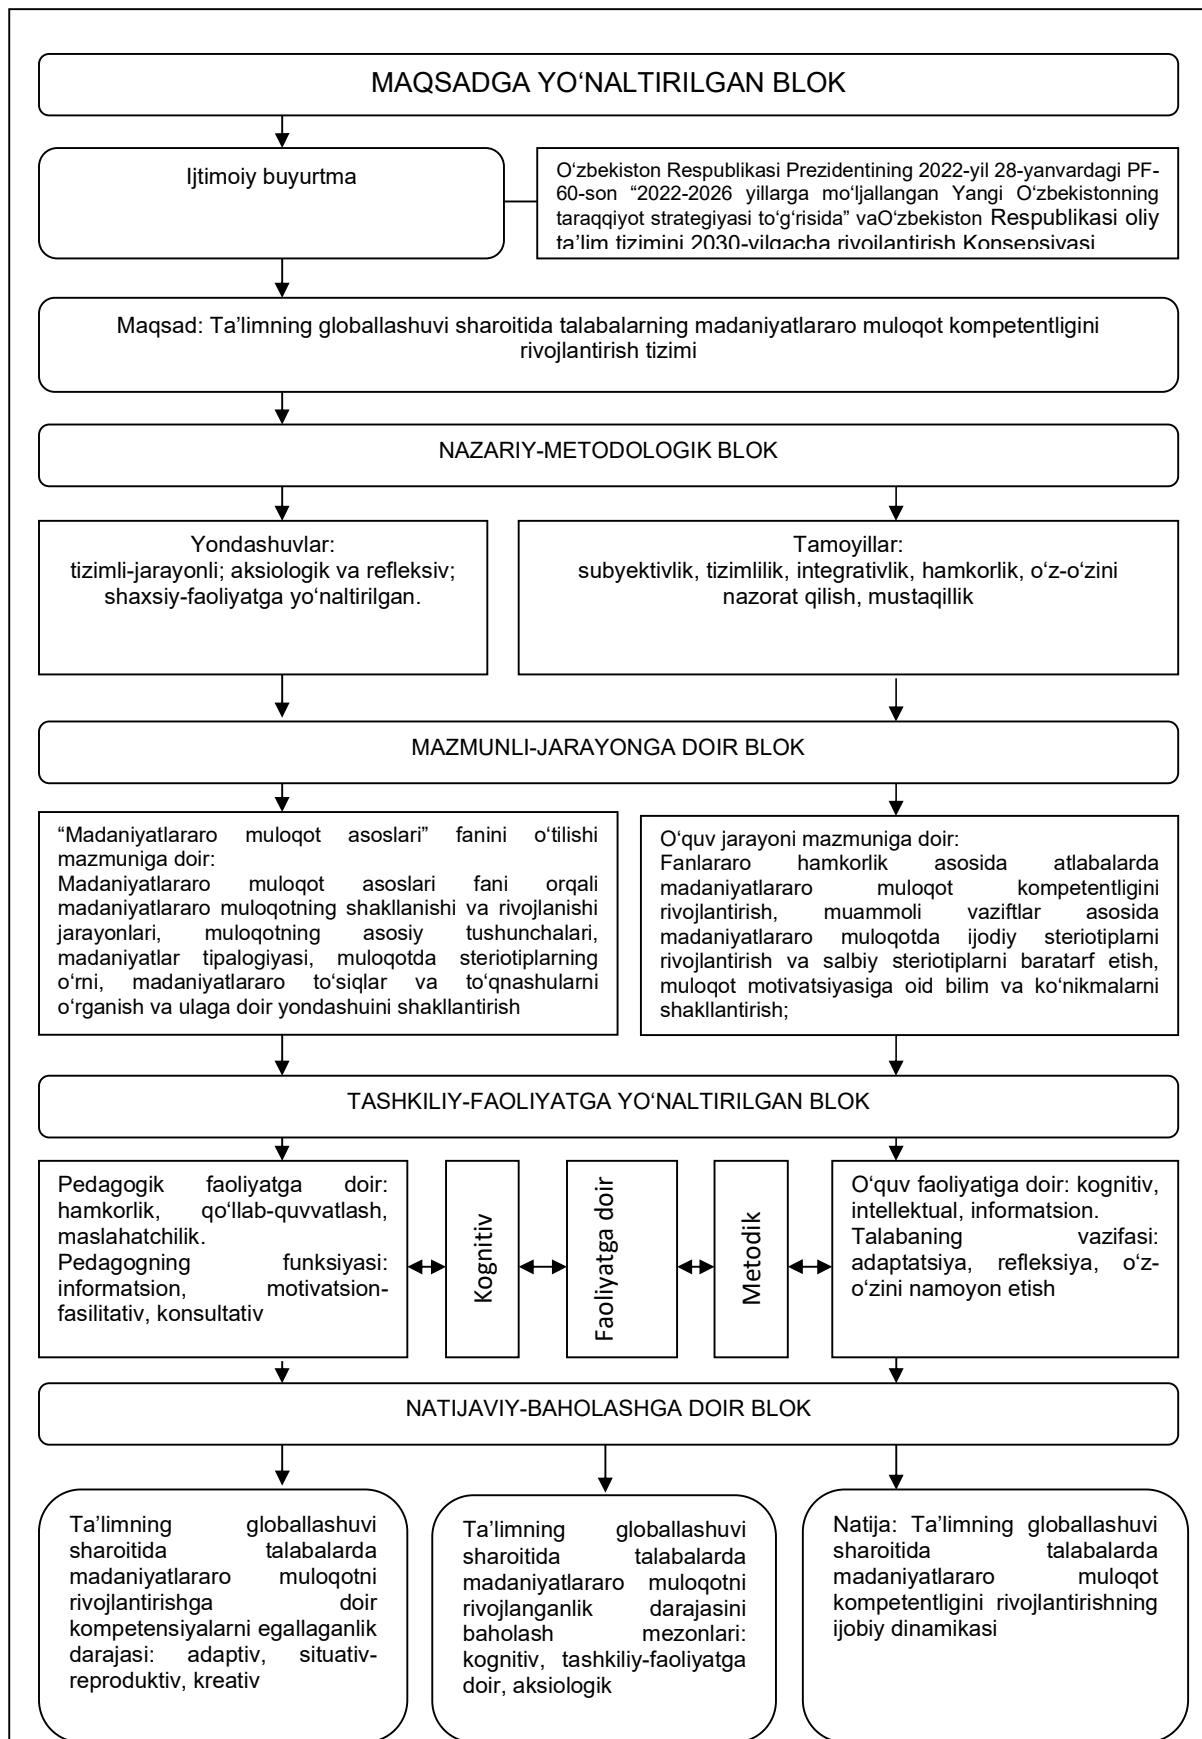 MAQSADGA YO‘NALTIRILGAN BLOK
Ijtimoiy buyurtma
O‘zbekiston Respublikasi Prezidentining 2022-yil 28-yanvardagi PF-
60-son “2022-2026 yillarga mo‘ljallangan Yangi O‘zbekistonning
taraqqiyot strategiyasi to‘g‘risida” vaO‘zbekiston Respublikasi oliy
ta’lim tizimini 2030-yilgacha rivojlantirish Konsepsiyasi
Maqsad: Ta’limning globallashuvi sharoitida talabalarning madaniyatlararo muloqot kompetentligini
rivojlantirish tizimi
NAZARIY-METODOLOGIK BLOK
Yondashuvlar:
tizimli-jarayonli; aksiologik va refleksiv;
shaxsiy-faoliyatga yo‘naltirilgan.
Tamoyillar:
subyektivlik, tizimlilik, integrativlik, hamkorlik, o‘z-o‘zini
nazorat qilish, mustaqillik
MAZMUNLI-JARAYONGA DOIR BLOK
“Madaniyatlararo muloqot asoslari” fanini o‘tilishi
mazmuniga doir:
Madaniyatlararo muloqot asoslari fani orqali
madaniyatlararo muloqotning shakllanishi va rivojlanishi
jarayonlari, muloqotning asosiy tushunchalari,
madaniyatlar tipalogiyasi, muloqotda steriotiplarning
o‘rni, madaniyatlararo to‘siqlar va to‘qnashularni
o‘rganish va ulaga doir yondashuini shakllantirish
O‘quv jarayoni mazmuniga doir:
Fanlararo hamkorlik asosida atlabalarda
madaniyatlararo muloqot kompetentligini
rivojlantirish, muammoli vaziftlar asosida
madaniyatlararo muloqotda ijodiy steriotiplarni
rivojlantirish va salbiy steriotiplarni baratarf etish,
muloqot motivatsiyasiga oid bilim va ko‘nikmalarni
shakllantirish;
TASHKILIY-FAOLIYATGA YO‘NALTIRILGAN BLOK
Pedagogik faoliyatga doir:
hamkorlik, qo‘llab-quvvatlash,
maslahatchilik.
Pedagogning funksiyasi:
informatsion, motivatsion-
fasilitativ, konsultativ
Kognitiv
Faoliyatga doir
Metodik
O‘quv faoliyatiga doir: kognitiv,
intellektual, informatsion.
Talabaning vazifasi:
adaptatsiya, refleksiya, o‘z-
o‘zini namoyon etish
NATIJAVIY-BAHOLASHGA DOIR BLOK
Ta’limning globallashuvi
sharoitida talabalarda
madaniyatlararo muloqotni
rivojlantirishga doir
kompetensiyalarni egallaganlik
darajasi: adaptiv, situativ-
reproduktiv, kreativ
Ta’limning globallashuvi
sharoitida talabalarda
madaniyatlararo muloqotni
rivojlanganlik darajasini
baholash mezonlari:
kognitiv, tashkiliy-faoliyatga
doir, aksiologik
Natija: Ta’limning globallashuvi
sharoitida talabalarda
madaniyatlararo muloqot
kompetentligini rivojlantirishning
ijobiy dinamikasi